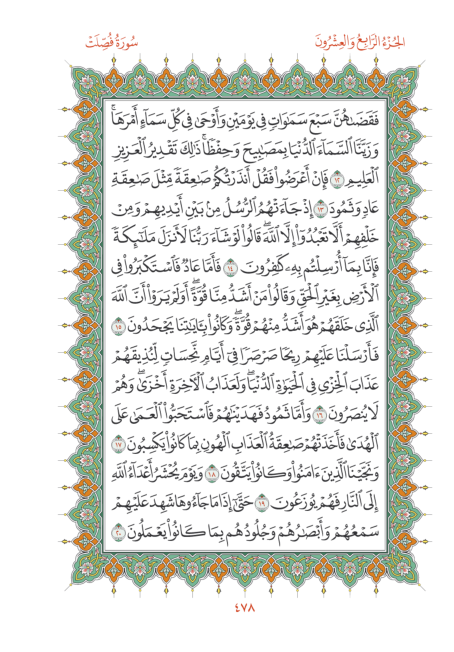 الجُزْءُ الرَّابِعُ وَالعِشْرُونَ
سُورَةُ فُصِّلَتْ
فَقَضَىٰهُنَّ سَبْعَ سَمَٰوَاتٍ فِى يَوْمَيْنِ وَأَوْحَىٰ فِى كُلِّ سَمَآءٍ أَمْرَهَاۚ
وَزَيَّنَّا ٱلسَّمَآءَ ٱلدُّنْيَا بِمَصَٰبِيحَ وَحِفْظًاۚ ذَٰلِكَ تَقْدِيرُ ٱلْعَزِيزِ
ٱلْعَلِيمِ ١٢ فَإِنْ أَعْرَضُوا۟ فَقُلْ أَنذَرْتُكُمْ صَٰعِقَةً مِّثْلَ صَٰعِقَةِ
عَادٍ وَثَمُودَ ١٣ إِذْ جَآءَتْهُمُ ٱلرُّسُلُ مِنۢ بَيْنِ أَيْدِيهِمْ وَمِنْ
خَلْفِهِمْ أَلَّا تَعْبُدُوٓا۟ إِلَّا ٱللَّهَۖ قَالُوا۟ لَوْ شَآءَ رَبُّنَا لَأَنزَلَ مَلَٰٓئِكَةً
فَإِنَّا بِمَآ أُرْسِلْتُم بِهِۦ كَٰفِرُونَ ١٤ فَأَمَّا عَادٌ فَٱسْتَكْبَرُوا۟ فِى
ٱلْأَرْضِ بِغَيْرِ ٱلْحَقِّ وَقَالُوا۟ مَنْ أَشَدُّ مِنَّا قُوَّةًۖ أَوَلَمْ يَرَوْا۟ أَنَّ ٱللَّهَ
ٱلَّذِى خَلَقَهُمْ هُوَ أَشَدُّ مِنْهُمْ قُوَّةًۖ وَكَانُوا۟ بِـَٔايَٰتِنَا يَجْحَدُونَ ١٥
فَأَرْسَلْنَا عَلَيْهِمْ رِيحًا صَرْصَرًا فِىٓ أَيَّامٍ نَّحِسَاتٍ لِّنُذِيقَهُمْ
عَذَابَ ٱلْخِزْىِ فِى ٱلْحَيَوٰةِ ٱلدُّنْيَاۖ وَلَعَذَابُ ٱلْـَٔاخِرَةِ أَخْزَىٰۖ وَهُمْ
لَا يُنصَرُونَ ١٦ وَأَمَّا ثَمُودُ فَهَدَيْنَٰهُمْ فَٱسْتَحَبُّوا۟ ٱلْعَمَىٰ عَلَى
ٱلْهُدَىٰ فَأَخَذَتْهُمْ صَٰعِقَةُ ٱلْعَذَابِ ٱلْهُونِ بِمَا كَانُوا۟ يَكْسِبُونَ ١٧
وَنَجَّيْنَا ٱلَّذِينَ ءَامَنُوا۟ وَكَانُوا۟ يَتَّقُونَ ١٨ وَيَوْمَ يُحْشَرُ أَعْدَآءُ ٱللَّهِ
إِلَى ٱلنَّارِ فَهُمْ يُوزَعُونَ ١٩ حَتَّىٰٓ إِذَا مَا جَآءُوهَا شَهِدَ عَلَيْهِمْ
سَمْعُهُمْ وَأَبْصَٰرُهُمْ وَجُلُودُهُم بِمَا كَانُوا۟ يَعْمَلُونَ ٢٠
٤٧٨